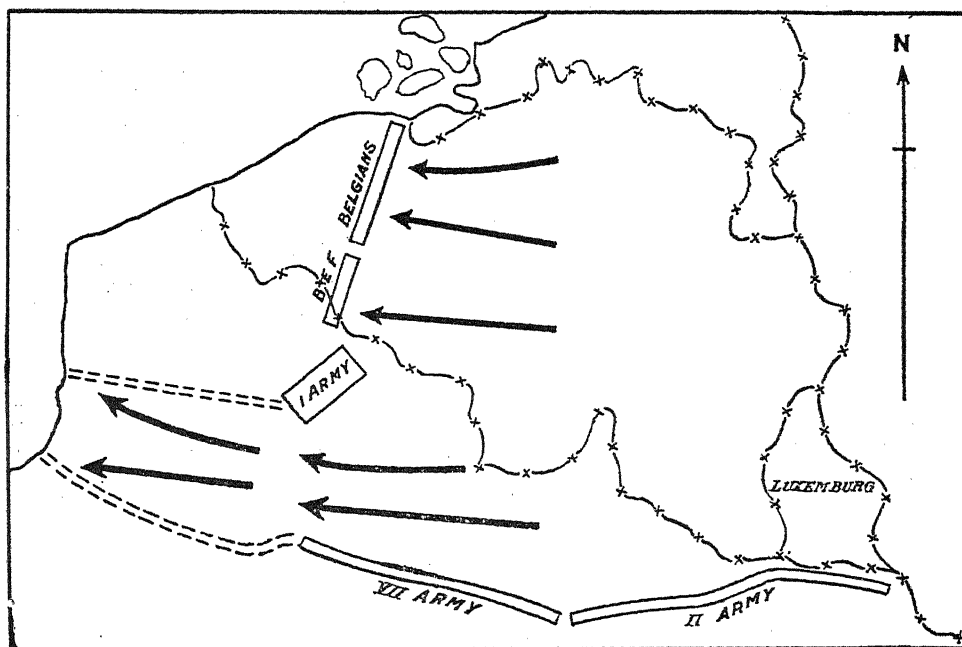 N
BELGIANS
B E F
I ARMY
LUXEMBURG
VII ARMY
II ARMY